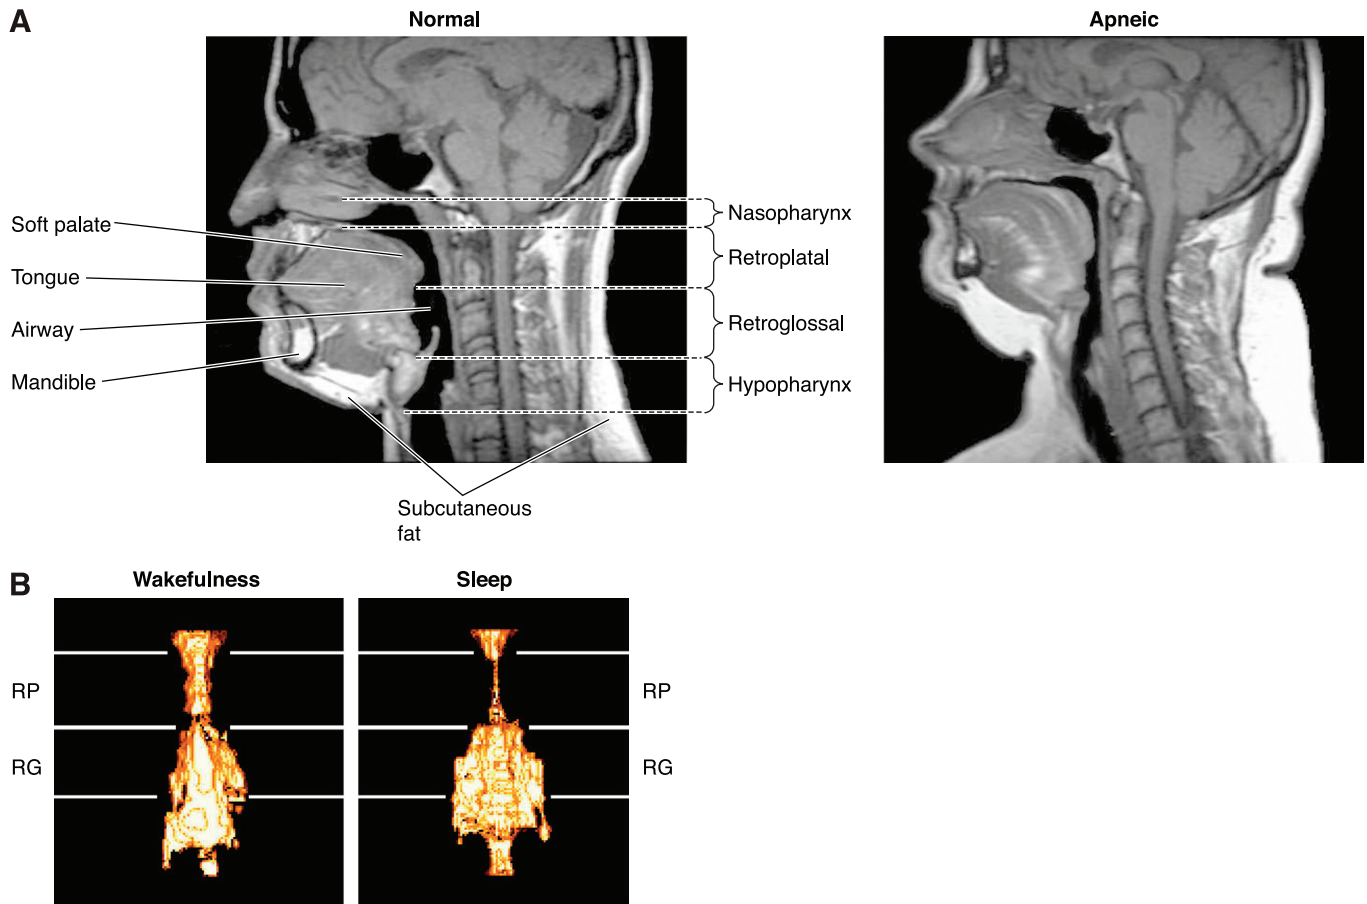 A
Normal
Apneic
Soft palate
Tongue
Airway
Mandible
Nasopharynx
Retroplatal
Retroglossal
Hypopharynx
Subcutaneous
fat
B
Wakefulness
Sleep
RP
RG
RP
RG